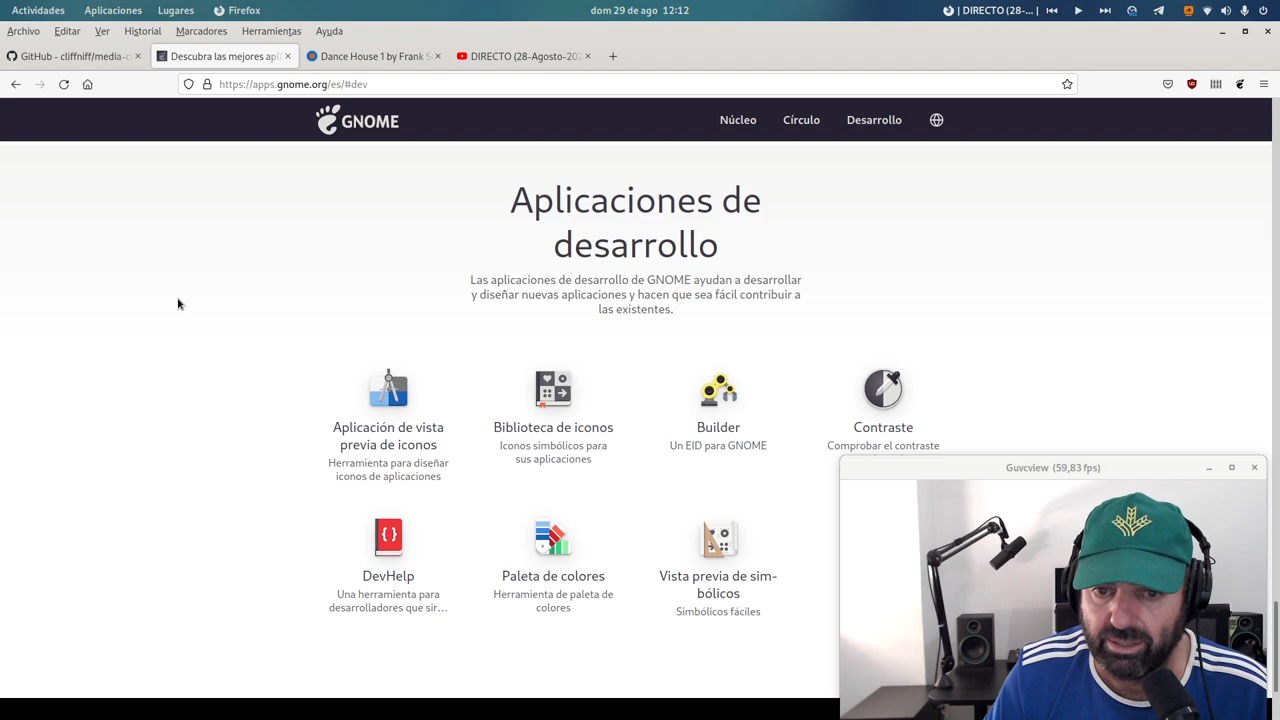 Actividades Aplicaciones Lugares Firefox dom 29 de ago 12:12 | DIRECTO (28-... |
Archivo Editar Ver Historial Marcadores Herramientas Ayuda
GitHub - cliffniff/media-c Descubra las mejores apl Dance House 1 by Frank S DIRECTO (28-Agosto-202
https://apps.gnome.org/es/#dev
GNOME Núcleo Círculo Desarrollo
Aplicaciones de
desarrollo
Las aplicaciones de desarrollo de GNOME ayudan a desarrollar
y diseñar nuevas aplicaciones y hacen que sea fácil contribuir a
las existentes.
Aplicación de vista
previa de iconos
Herramienta para diseñar
iconos de aplicaciones
Biblioteca de iconos
Iconos simbólicos para
sus aplicaciones
Builder
Un EID para GNOME
Contraste
Comprobar el contraste
DevHelp
Una herramienta para
desarrolladores que sir...
Paleta de colores
Herramienta de paleta de
colores
Vista previa de sim-
bólicos
Simbólicos fáciles
Guvcview (59,83 fps)